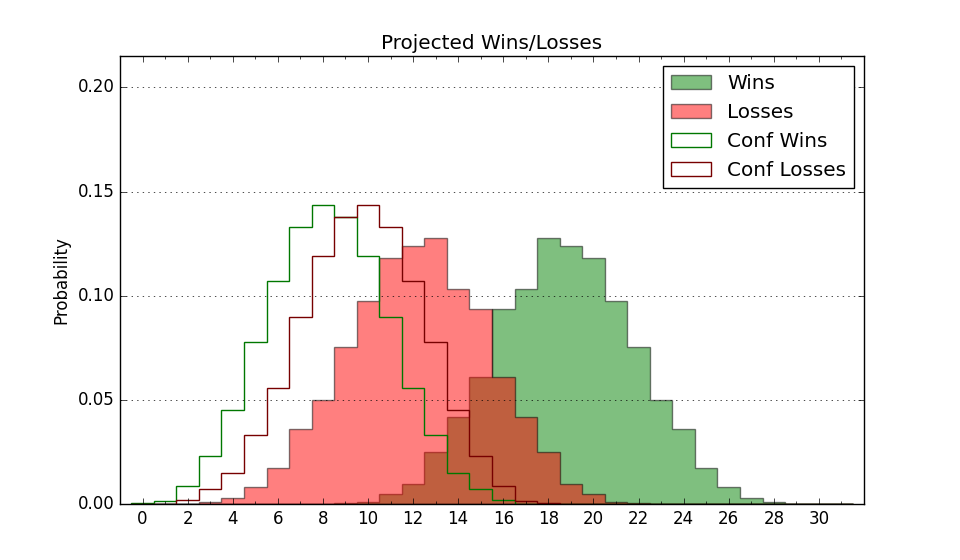 Projected Wins/Losses
0.20
0.15
0.10
0.05
0.00
Probability
Wins
Losses
Conf Wins
Conf Losses
0 2 4 6 8 10 12 14 16 18 20 22 24 26 28 30